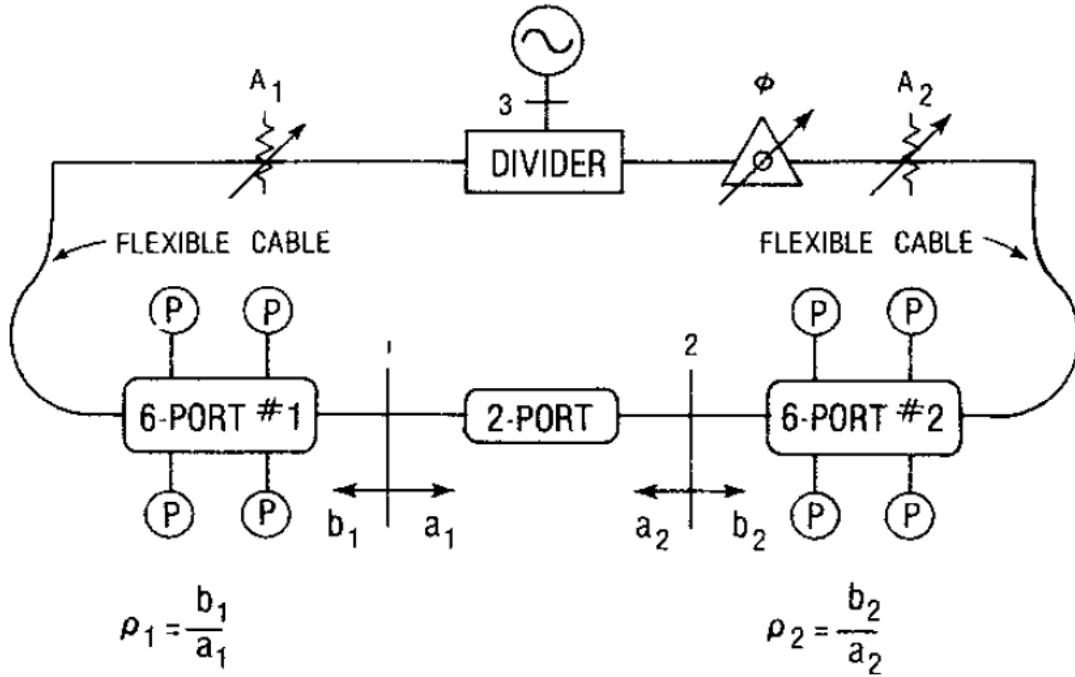 A1
3
DIVIDER
φ
A2
FLEXIBLE CABLE
FLEXIBLE CABLE
P P
P P
6-PORT #1
1
2-PORT
2
6-PORT #2
P P
P P
b1 a1
a2 b2
ρ1 = b1/a1
ρ2 = b2/a2